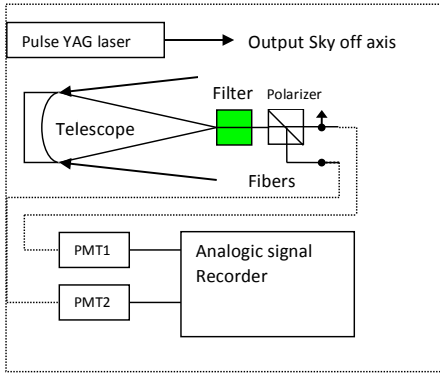 Pulse YAG laser
Output Sky off axis
Filter
Polarizer
Telescope
Fibers
PMT1
Analogic signal
Recorder
PMT2